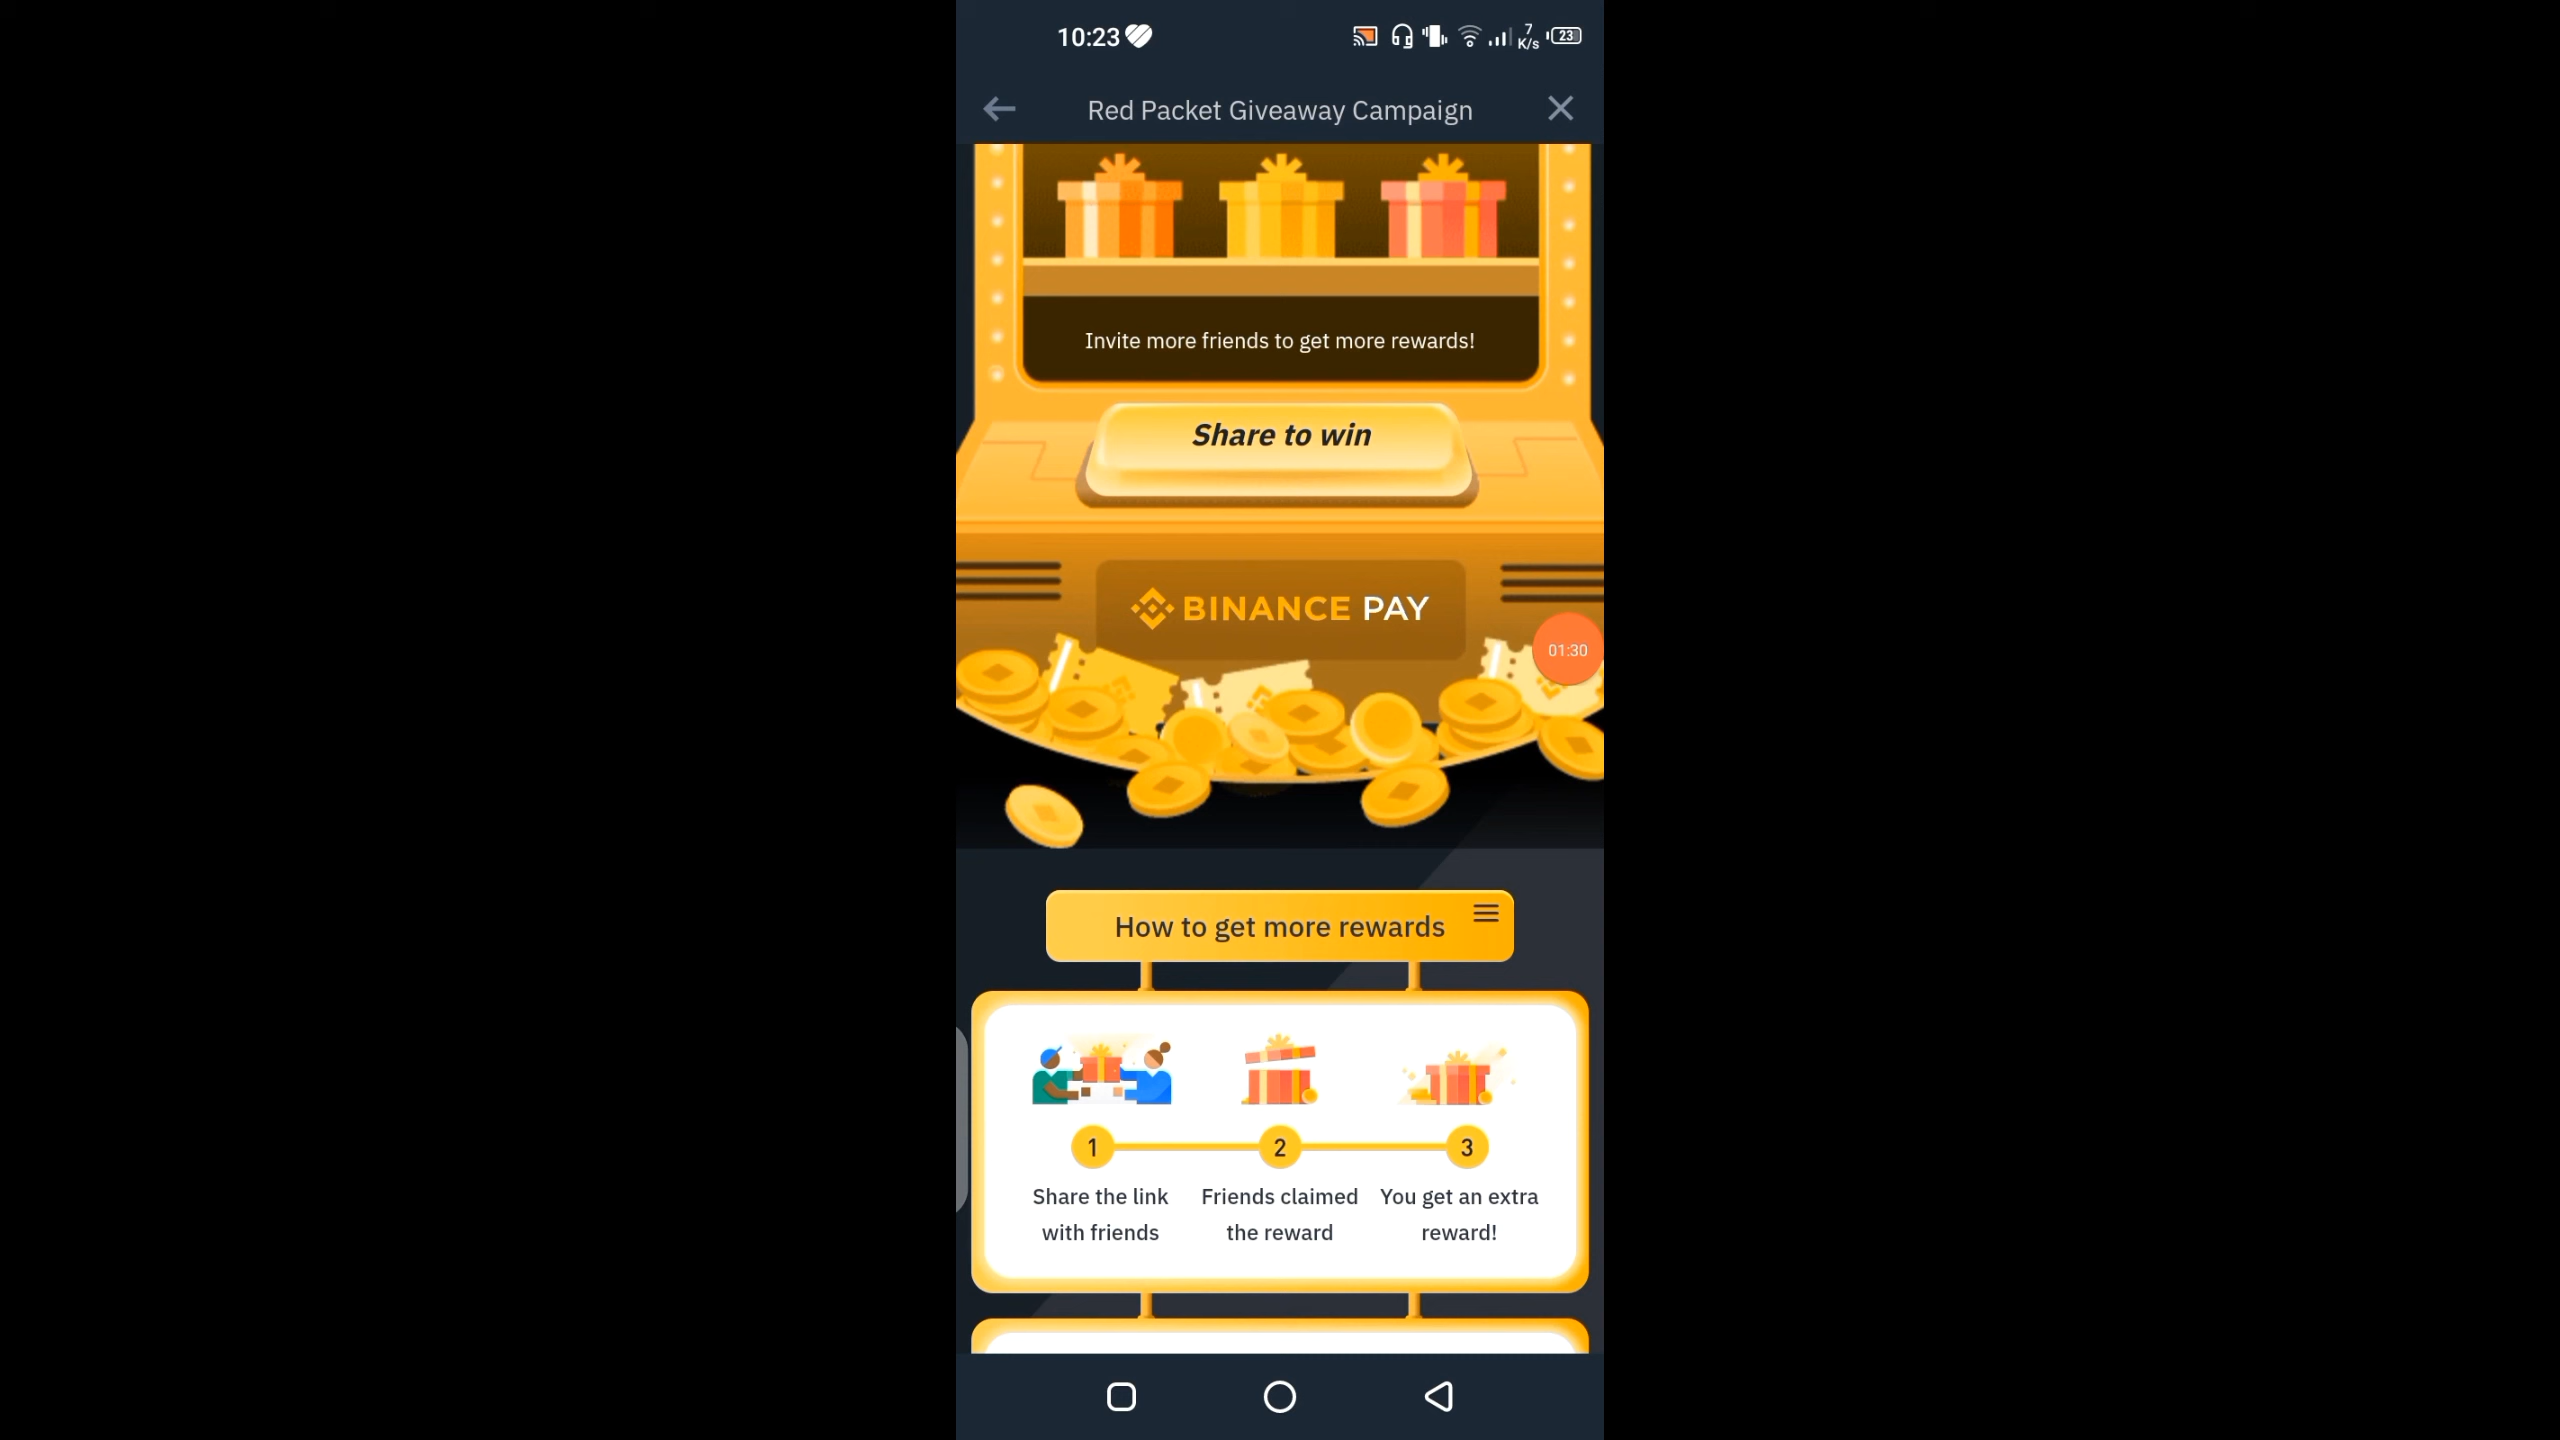 10:23
7
K/s
23
Red Packet Giveaway Campaign
Invite more friends to get more rewards!
Share to win
BINANCE PAY
01:30
How to get more rewards
1
2
3
Share the link
with friends
Friends claimed
the reward
You get an extra
reward!